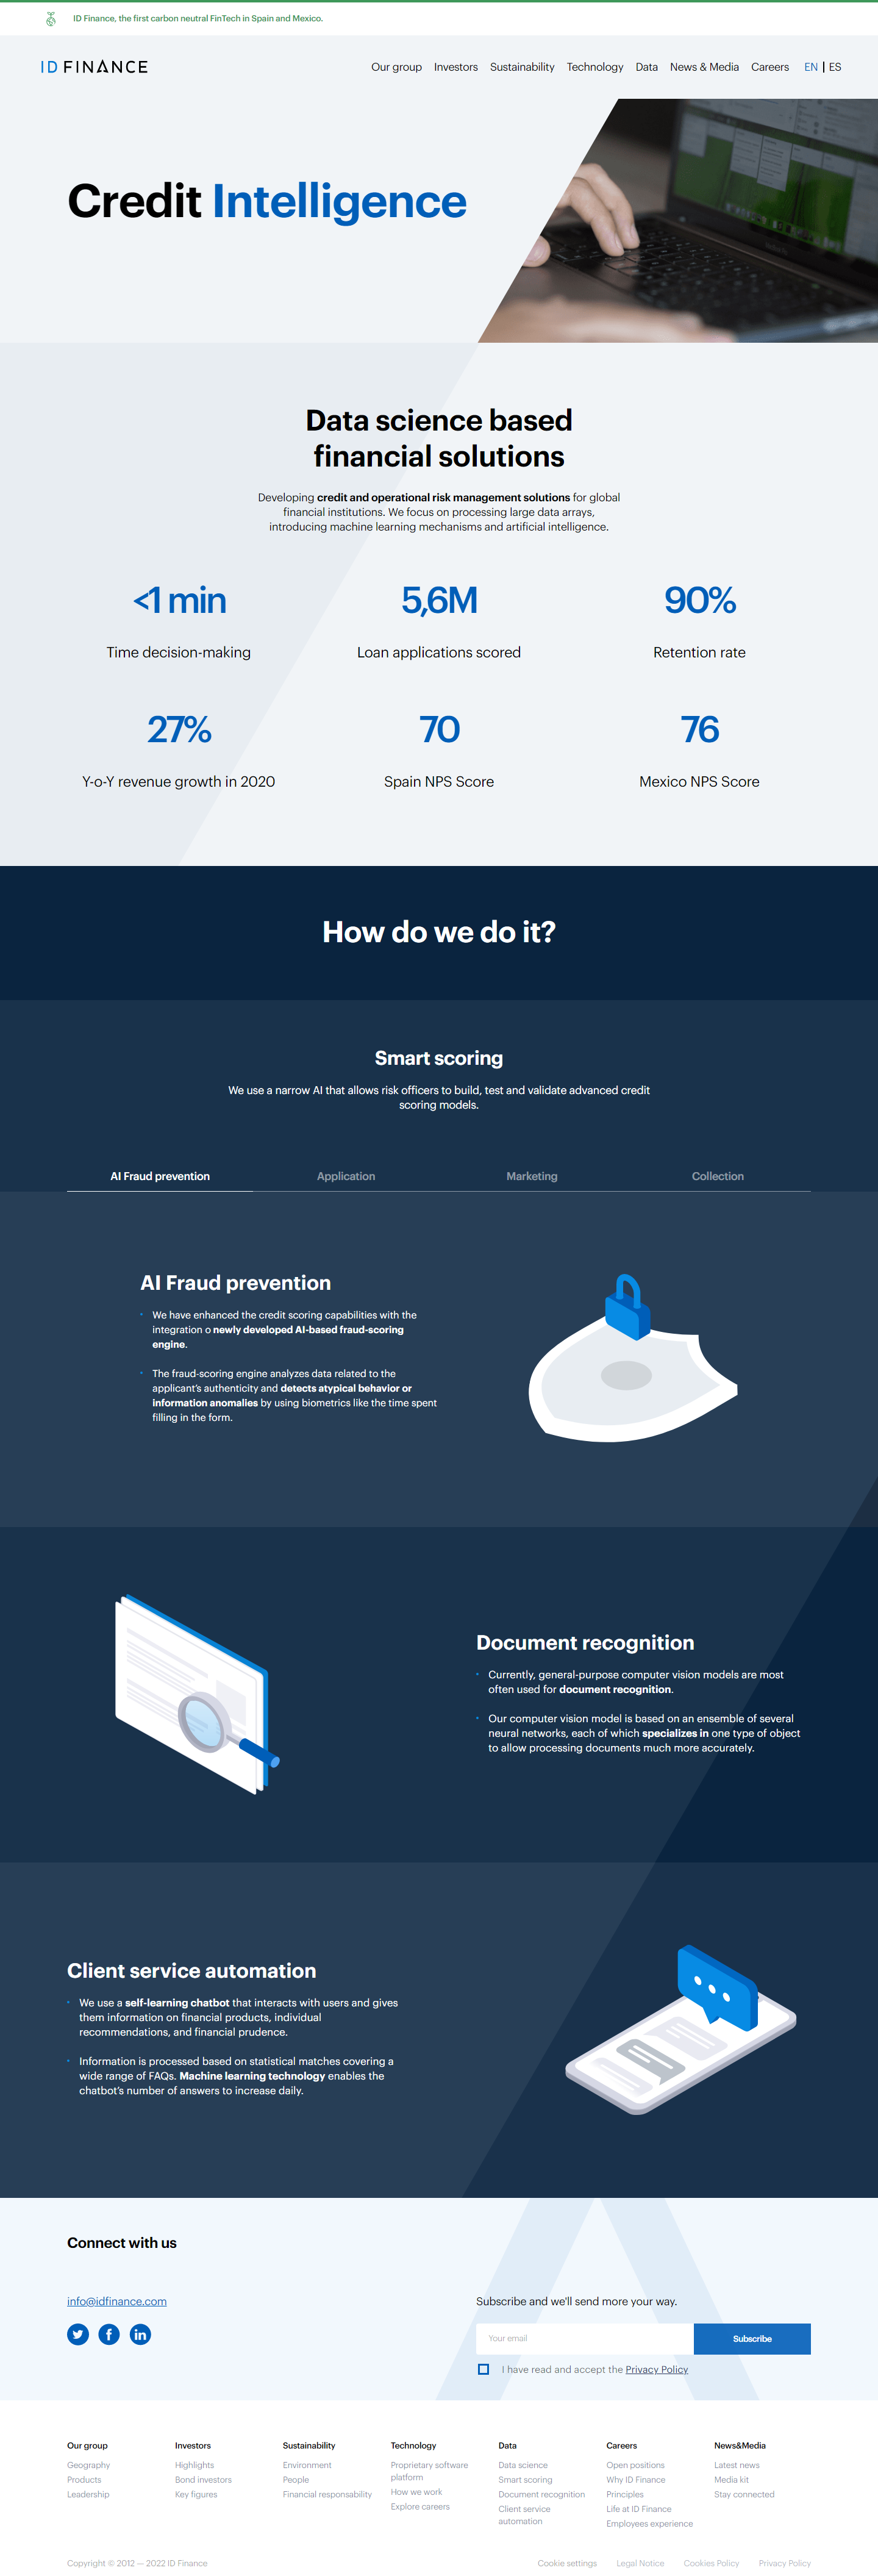 ID Finance, the first carbon neutral FinTech in Spain and Mexico.
ID FINANCE
Our group Investors Sustainability Technology Data News & Media Careers EN | ES
Credit Intelligence
Data science based
financial solutions
Developing credit and operational risk management solutions for global
financial institutions. We focus on processing large data arrays,
introducing machine learning mechanisms and artificial intelligence.
<1 min 5,6M 90%
Time decision-making Loan applications scored Retention rate
27% 70 76
Y-o-Y revenue growth in 2020 Spain NPS Score Mexico NPS Score
How do we do it?
Smart scoring
We use a narrow AI that allows risk officers to build, test and validate advanced credit
scoring models.
AI Fraud prevention Application Marketing Collection
AI Fraud prevention
We have enhanced the credit scoring capabilities with the
integration o newly developed AI-based fraud-scoring
engine.
The fraud-scoring engine analyzes data related to the
applicant's authenticity and detects atypical behavior or
information anomalies by using biometrics like the time spent
filling in the form.
Document recognition
Currently, general-purpose computer vision models are most
often used for document recognition.
Our computer vision model is based on an ensemble of several
neural networks, each of which specializes in one type of object
to allow processing documents much more accurately.
Client service automation
We use a self-learning chatbot that interacts with users and gives
them information on financial products, individual
recommendations, and financial prudence.
Information is processed based on statistical matches covering a
wide range of FAQs. Machine learning technology enables the
chatbot's number of answers to increase daily.
Connect with us
info@idfinance.com
Subscribe and we'll send more your way.
Your email Subscribe
I have read and accept the Privacy Policy
Our group
Geography
Products
Leadership
Investors
Highlights
Bond investors
Key figures
Sustainability
Environment
People
Financial responsability
Technology
Proprietary software
platform
How we work
Explore careers
Data
Data science
Smart scoring
Document recognition
Client service
automation
Careers
Open positions
Why ID Finance
Principles
Life at ID Finance
Employees experience
News&Media
Latest news
Media kit
Stay connected
Copyright © 2012 — 2022 ID Finance
Cookie settings Legal Notice Cookies Policy Privacy Policy